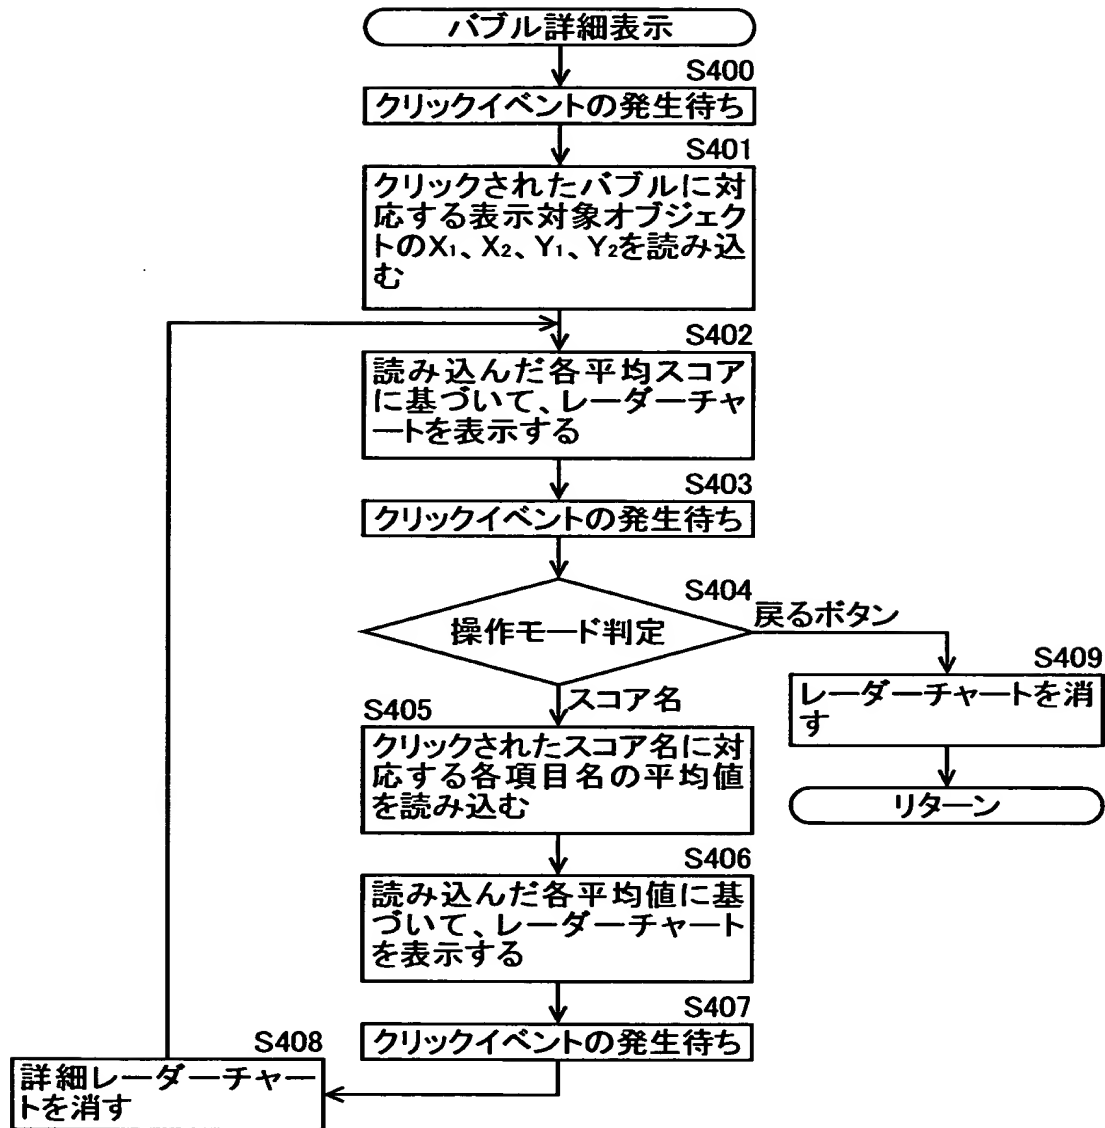 バブル詳細表示
S400
クリックイベントの発生待ち
S401
クリックされたバブルに対
応する表示対象オブジェク
トのX₁、X₂、Y₁、Y₂を読み込
む
S402
読み込んだ各平均スコア
に基づいて、レーダーチャ
ートを表示する
S403
クリックイベントの発生待ち
S404
操作モード判定
戻るボタン
S409
レーダーチャートを消
す
リターン
スコア名
S405
クリックされたスコア名に対
応する各項目名の平均値
を読み込む
S406
読み込んだ各平均値に基
づいて、レーダーチャート
を表示する
S407
クリックイベントの発生待ち
S408
詳細レーダーチャー
トを消す